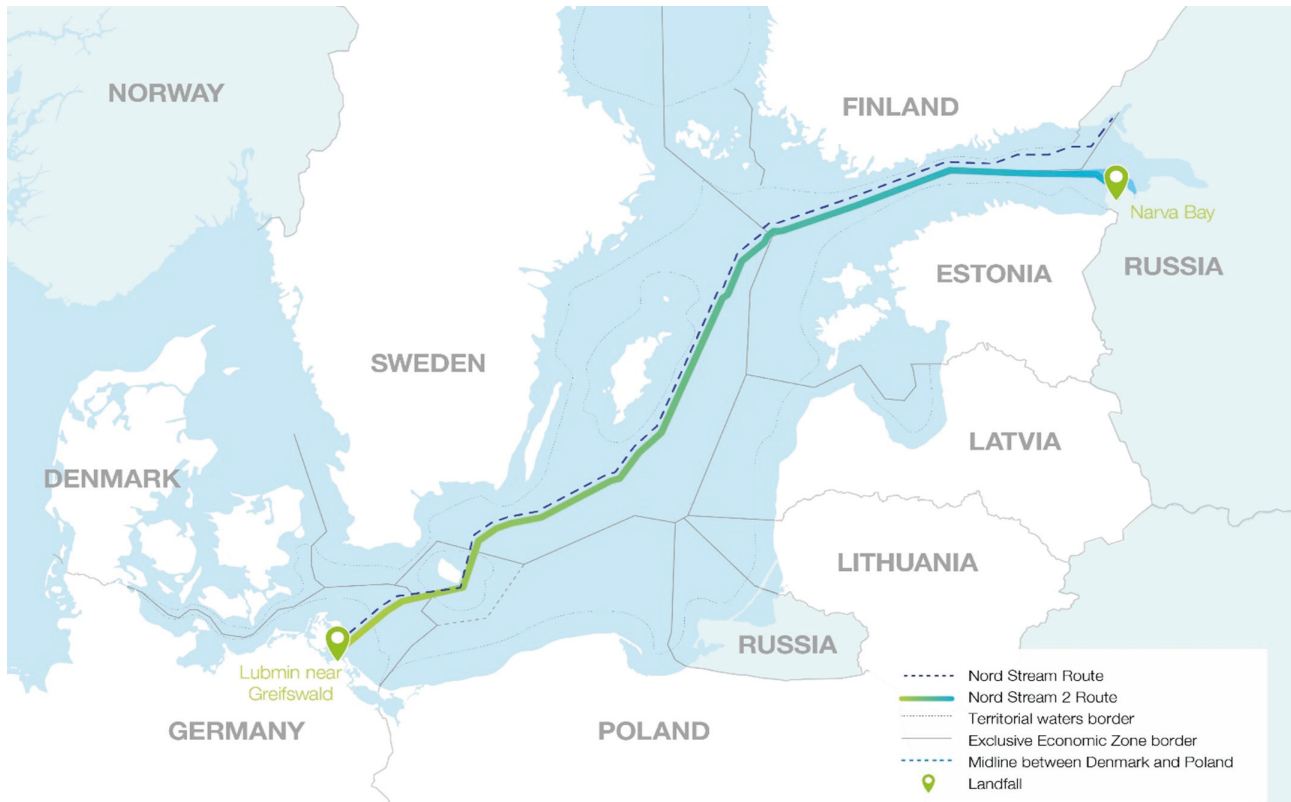 NORWAY
FINLAND
Narva Bay
RUSSIA
ESTONIA
SWEDEN
LATVIA
DENMARK
LITHUANIA
RUSSIA
Lubmin near
Greifswald
GERMANY
POLAND
Nord Stream Route
Nord Stream 2 Route
Territorial waters border
Exclusive Economic Zone border
Midline between Denmark and Poland
Landfall